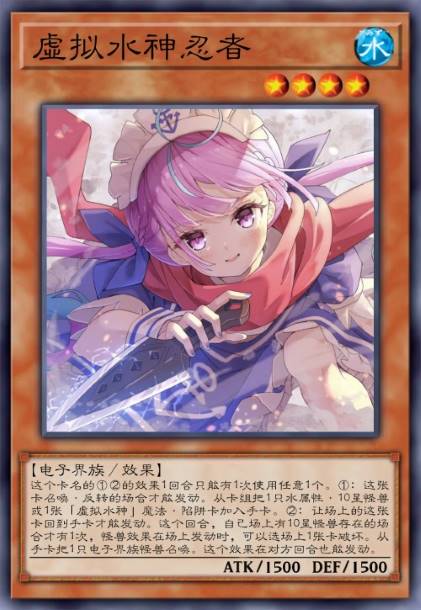 虚拟水神忍者
水
【电子界族／效果】
这个卡名的①②的效果1回合只能有1次使用任意1个。①：这张
卡召唤·反转的场合才能发动。从卡组把1只水属性·10星怪兽
或1张「虚拟水神」魔法·陷阱卡加入手卡。②：让场上的这张
卡回到手卡才能发动。这个回合，自己场上有10星怪兽存在的场
合才有1次，怪兽效果在场上发动时，可以选场上1张卡破坏。从
手卡把1只电子界族怪兽召唤。这个效果在对方回合也能发动。
ATK/1500 DEF/1500